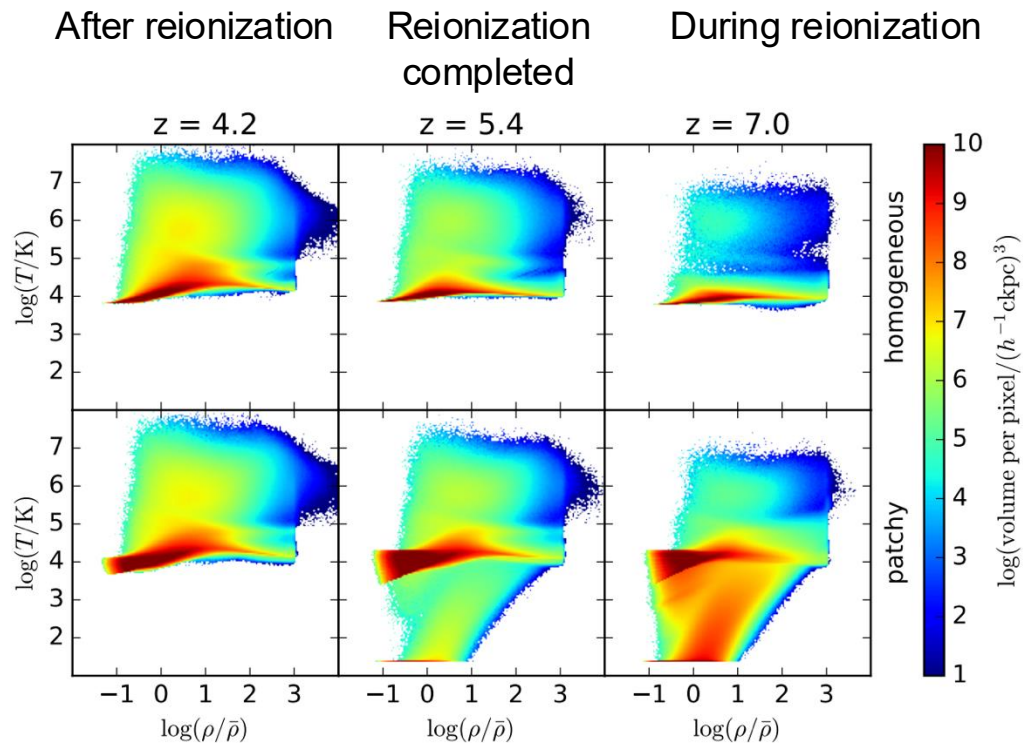 After reionization
Reionization
completed
During reionization
z = 4.2
z = 5.4
z = 7.0
log(T/K)
7
6
5
4
3
2
homogeneous
log(T/K)
7
6
5
4
3
2
patchy
−1 0 1 2 3
−1 0 1 2 3
−1 0 1 2 3
log(ρ/ρ̄)
log(ρ/ρ̄)
log(ρ/ρ̄)
10
9
8
7
6
5
4
3
2
1
log(volume per pixel/(h⁻¹ckpc)³)